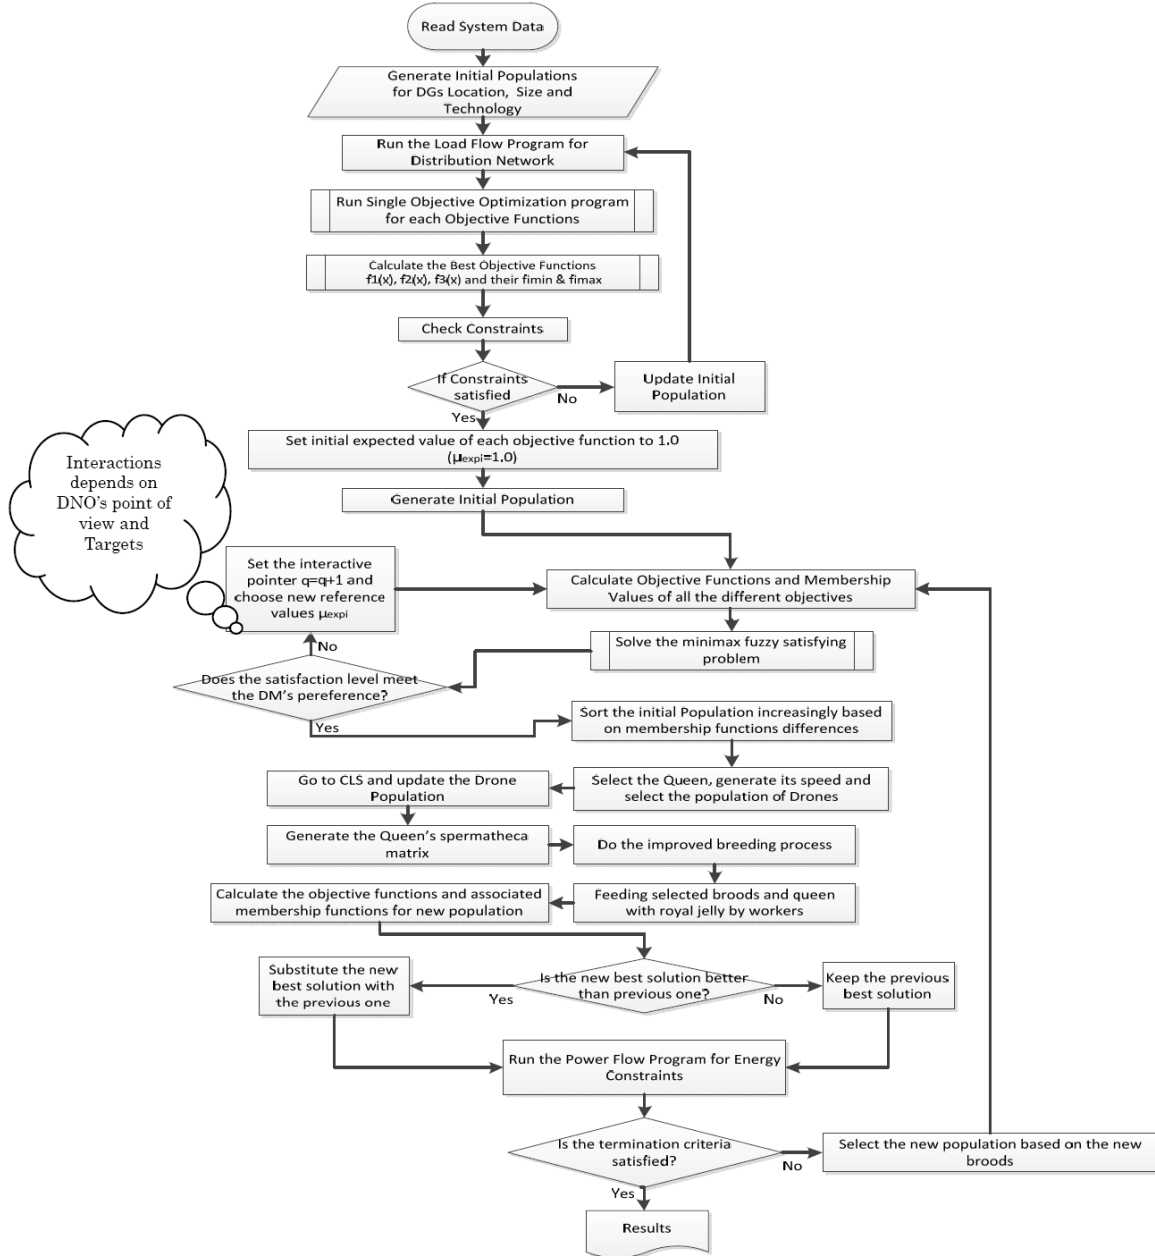 Read System Data
Generate Initial Populations
for DGs Location, Size and
Technology
Run the Load Flow Program for
Distribution Network
Run Single Objective Optimization program
for each Objective Functions
Calculate the Best Objective Functions
f1(x), f2(x), f3(x) and their fimin & fimax
Check Constraints
If Constraints
satisfied
No
Update Initial
Population
Yes
Set initial expected value of each objective function to 1.0
(μexpi=1.0)
Generate Initial Population
Interactions
depends on
DNO's point of
view and
Targets
Set the interactive
pointer q=q+1 and
choose new reference
values μexpi
Calculate Objective Functions and Membership
Values of all the different objectives
No
Solve the minimax fuzzy satisfying
problem
Does the satisfaction level meet
the DM's pereference?
Yes
Sort the initial Population increasingly based
on membership functions differences
Select the Queen, generate its speed and
select the population of Drones
Go to CLS and update the Drone
Population
Generate the Queen's spermatheca
matrix
Do the improved breeding process
Feeding selected broods and queen
with royal jelly by workers
Calculate the objective functions and associated
membership functions for new population
Is the new best solution better
than previous one?
Yes
No
Substitute the new
best solution with
the previous one
Keep the previous
best solution
Run the Power Flow Program for Energy
Constraints
Is the termination criteria
satisfied?
No
Select the new population based on the new
broods
Yes
Results